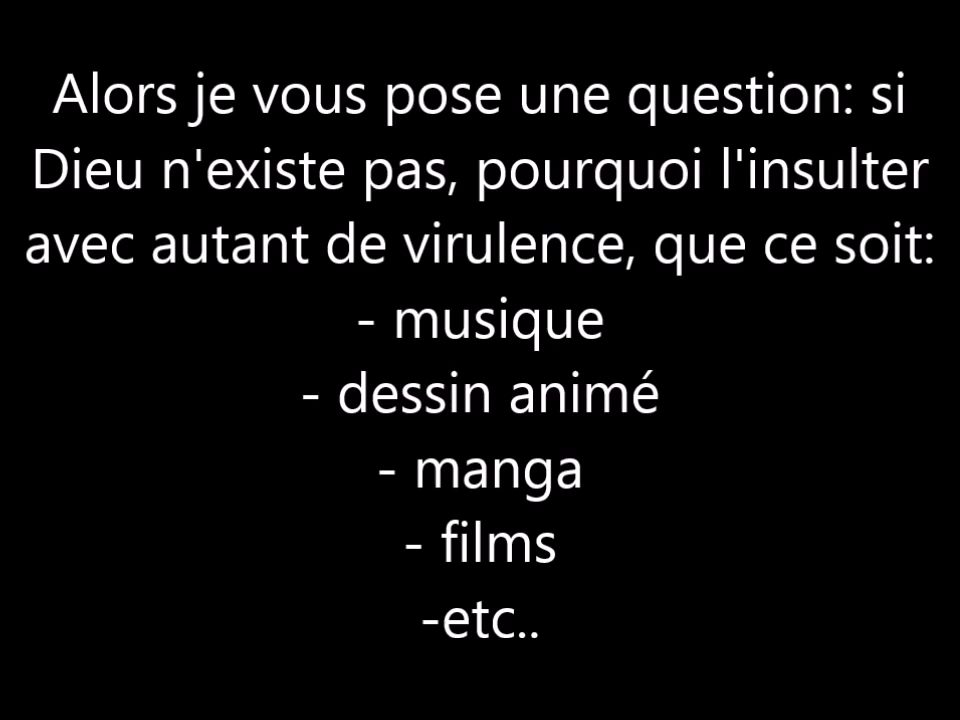 Alors je vous pose une question: si
Dieu n'existe pas, pourquoi l'insulter
avec autant de virulence, que ce soit:
- musique
- dessin animé
- manga
- films
-etc..